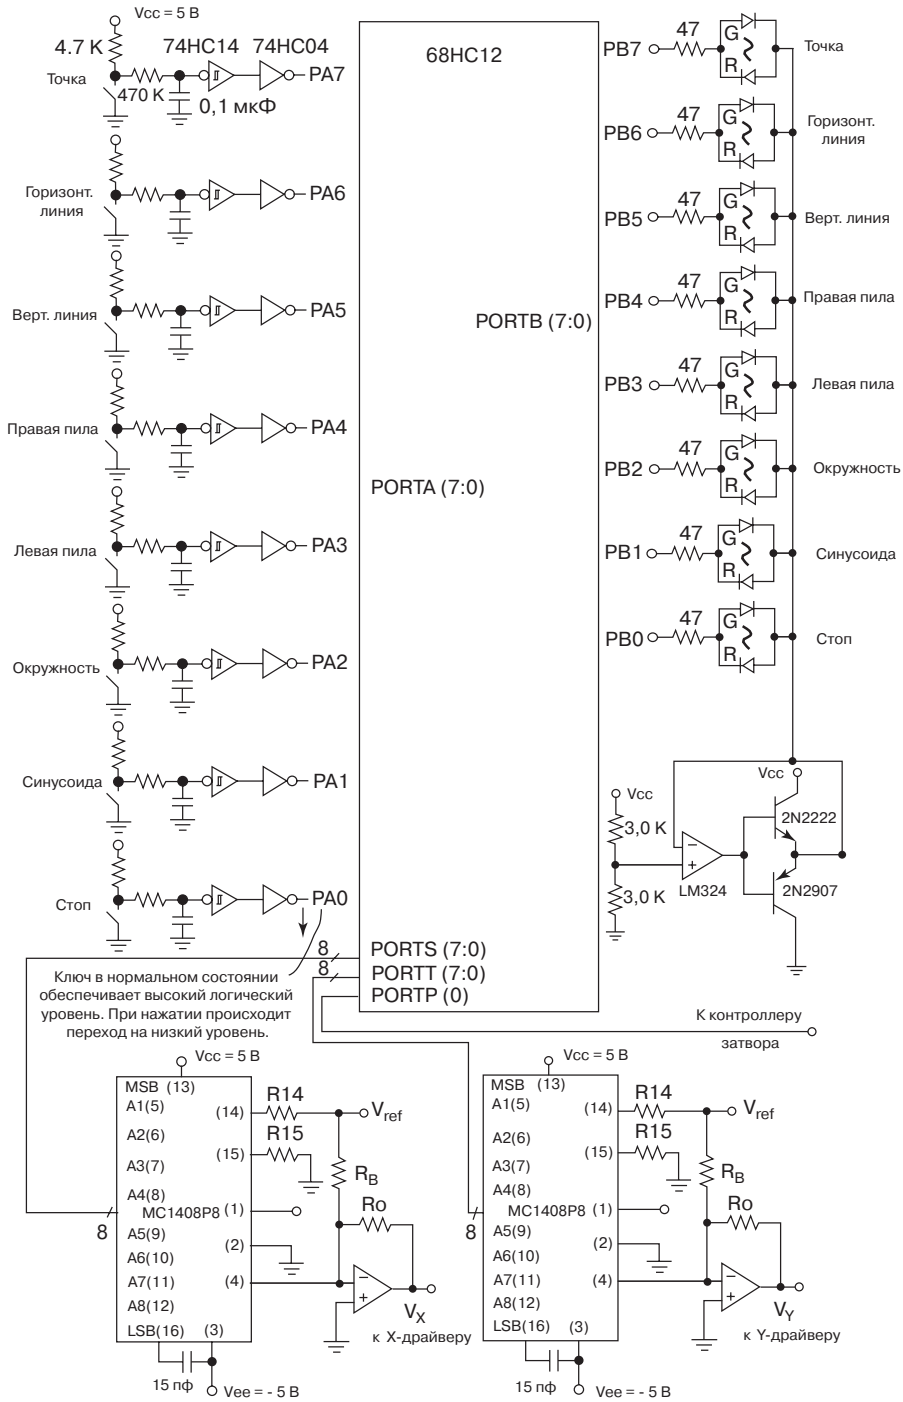 Vcc = 5 В
4.7 K
74HC14
74HC04
PA7
Точка
470 K
0,1 мкФ
Горизонт.
линия
PA6
Верт. линия
PA5
Правая пила
PA4
Левая пила
PA3
Окружность
PA2
Синусоида
PA1
Стоп
PA0
68HC12
PORTB (7:0)
PORTA (7:0)
PORTS (7:0)
PORTT (7:0)
PORTP (0)
8
8
PB7
47
G
R
Точка
PB6
47
G
R
Горизонт.
линия
PB5
47
G
R
Верт. линия
PB4
47
G
R
Правая пила
PB3
47
G
R
Левая пила
PB2
47
G
R
Окружность
PB1
47
G
R
Синусоида
PB0
47
G
R
Стоп
Vcc
3,0 K
3,0 K
−
+
LM324
Vcc
2N2222
2N2907
Ключ в нормальном состоянии
обеспечивает высокий логический
уровень. При нажатии происходит
переход на низкий уровень.
К контроллеру
затвора
Vcc = 5 В
MSB (13)
A1(5)
A2(6)
A3(7)
A4(8)
MC1408P8
A5(9)
A6(10)
A7(11)
A8(12)
LSB(16)
(14)
(15)
(1)
(2)
(4)
(3)
8
R14
R15
Vref
RB
Ro
−
+
VX
к X-драйверу
15 пф
Vee = - 5 В
Vcc = 5 В
MSB (13)
A1(5)
A2(6)
A3(7)
A4(8)
MC1408P8
A5(9)
A6(10)
A7(11)
A8(12)
LSB(16)
(14)
(15)
(1)
(2)
(4)
(3)
8
R14
R15
Vref
RB
Ro
−
+
VY
к Y-драйверу
15 пф
Vee = - 5 В